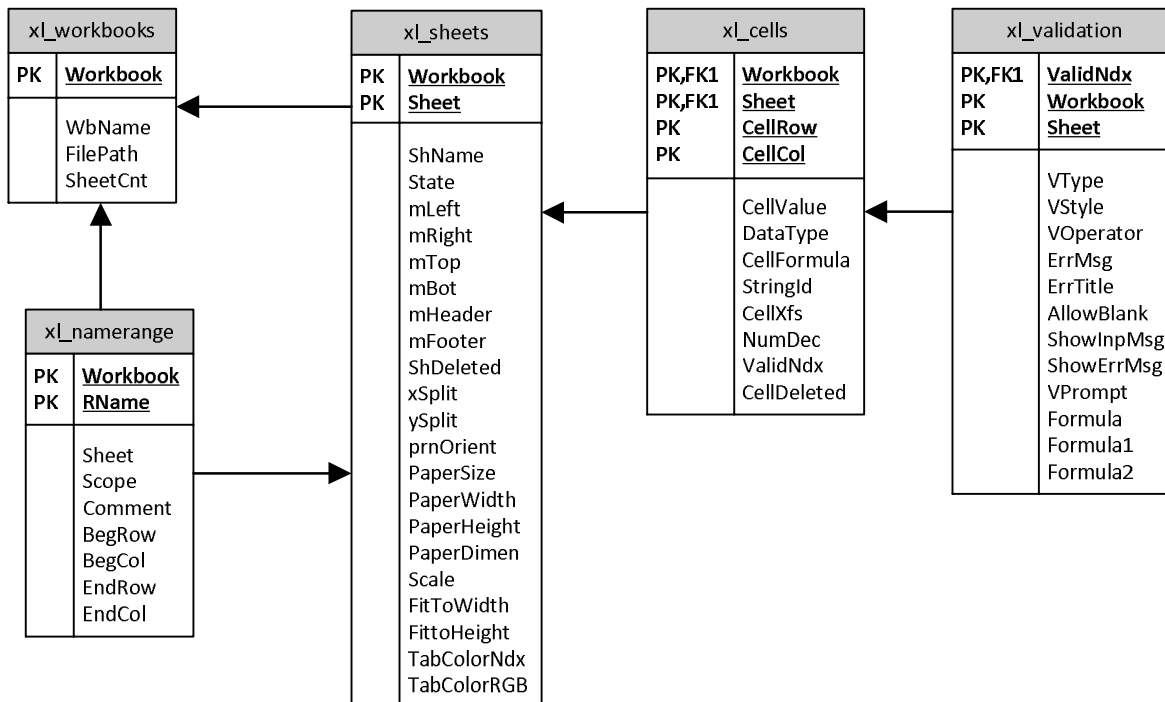 xl_workbooks
PK Workbook
WbName
FilePath
SheetCnt
xl_namerange
PK Workbook
PK RName
Sheet
Scope
Comment
BegRow
BegCol
EndRow
EndCol
xl_sheets
PK Workbook
PK Sheet
ShName
State
mLeft
mRight
mTop
mBot
mHeader
mFooter
ShDeleted
xSplit
ySplit
prnOrient
PaperSize
PaperWidth
PaperHeight
PaperDimen
Scale
FitToWidth
FittoHeight
TabColorNdx
TabColorRGB
xl_cells
PK,FK1 Workbook
PK,FK1 Sheet
PK CellRow
PK CellCol
CellValue
DataType
CellFormula
StringId
CellXfs
NumDec
ValidNdx
CellDeleted
xl_validation
PK,FK1 ValidNdx
PK Workbook
PK Sheet
VType
VStyle
VOperator
ErrMsg
ErrTitle
AllowBlank
ShowInpMsg
ShowErrMsg
VPrompt
Formula
Formula1
Formula2